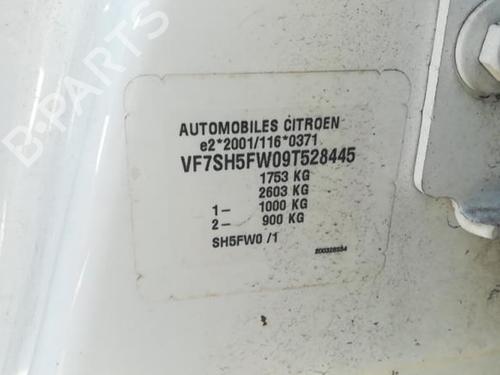 B-PARTS
AUTOMOBILES CITROEN
e2*2001/116*0371
VF7SH5FW09T528445
1753 KG
2603 KG
1- 1000 KG
2- 900 KG
SH5FW0 /1